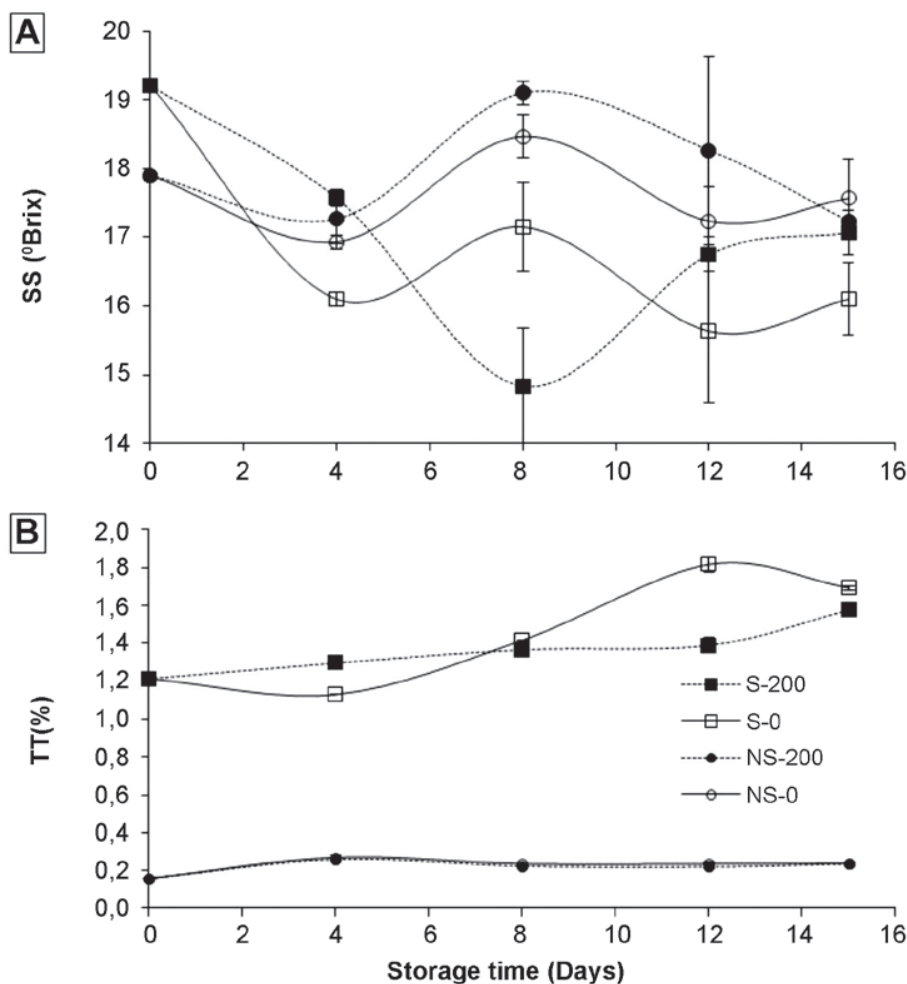 A
20
19
18
17
16
15
14
SS (⁰Brix)
0 2 4 6 8 10 12 14 16
B
2,0
1,8
1,6
1,4
1,2
1,0
0,8
0,6
0,4
0,2
0,0
TT(%)
S-200
S-0
NS-200
NS-0
0 2 4 6 8 10 12 14 16
Storage time (Days)